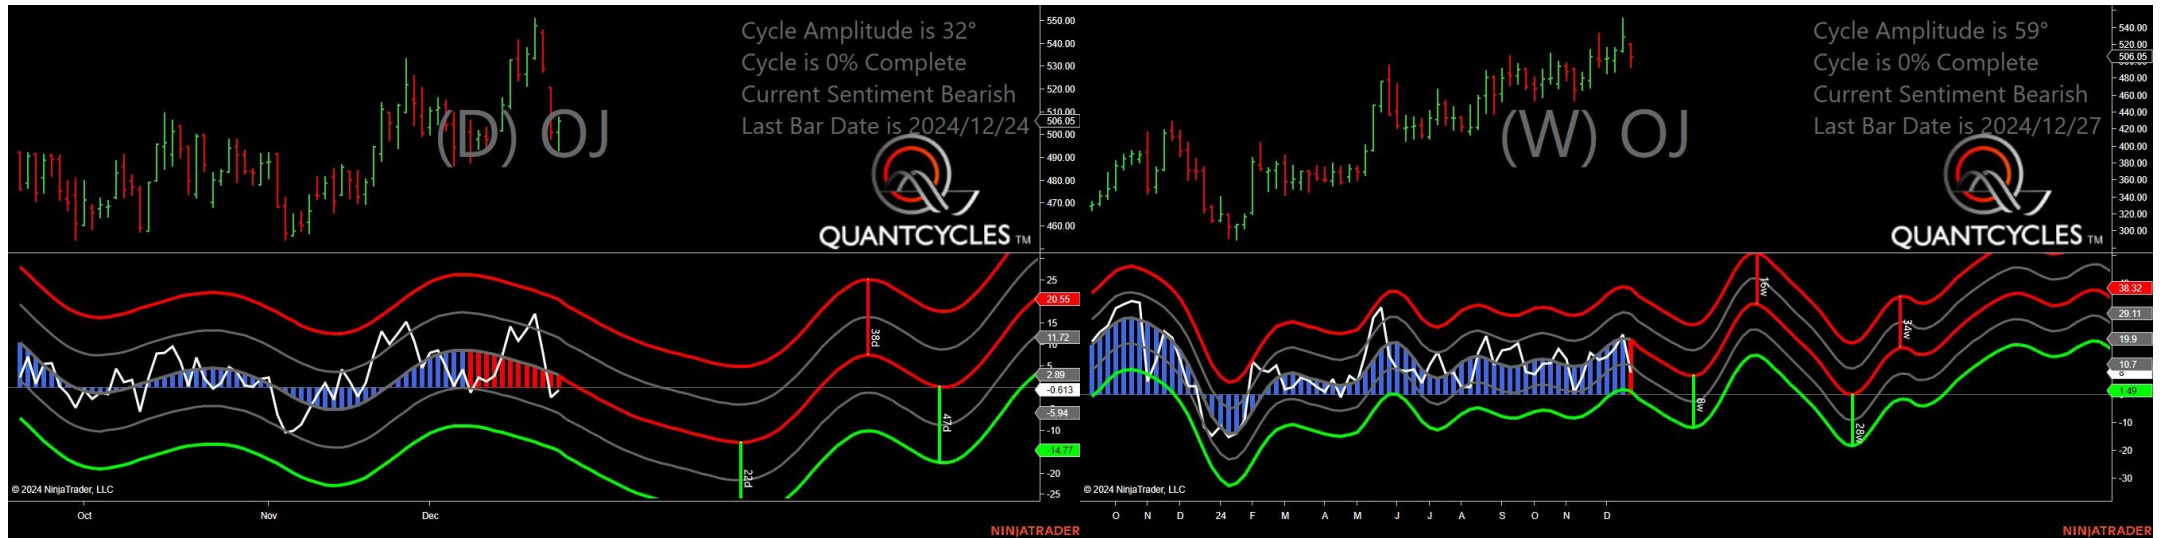 Cycle Amplitude is 32°
Cycle is 0% Complete
Current Sentiment Bearish
Last Bar Date is 2024/12/24
(D) OJ
QUANTCYCLES TM
550.00
540.00
530.00
520.00
510.00
506.05
500.00
490.00
480.00
470.00
460.00
25
20.55
15
11.72
10
5
2.89
-0.613
-5.94
-10
-14.77
-20
-25
38d
47d
22d
© 2024 NinjaTrader, LLC
Oct
Nov
Dec
NINJATRADER
Cycle Amplitude is 59°
Cycle is 0% Complete
Current Sentiment Bearish
Last Bar Date is 2024/12/27
(W) OJ
QUANTCYCLES TM
540.00
520.00
506.05
480.00
460.00
440.00
420.00
400.00
380.00
360.00
340.00
320.00
300.00
38.32
29.11
19.9
10.7
8
1.49
-10
-20
-30
16w
34w
8w
28w
© 2024 NinjaTrader, LLC
O
N
D
24
F
M
A
M
J
J
A
S
O
N
D
NINJATRADER